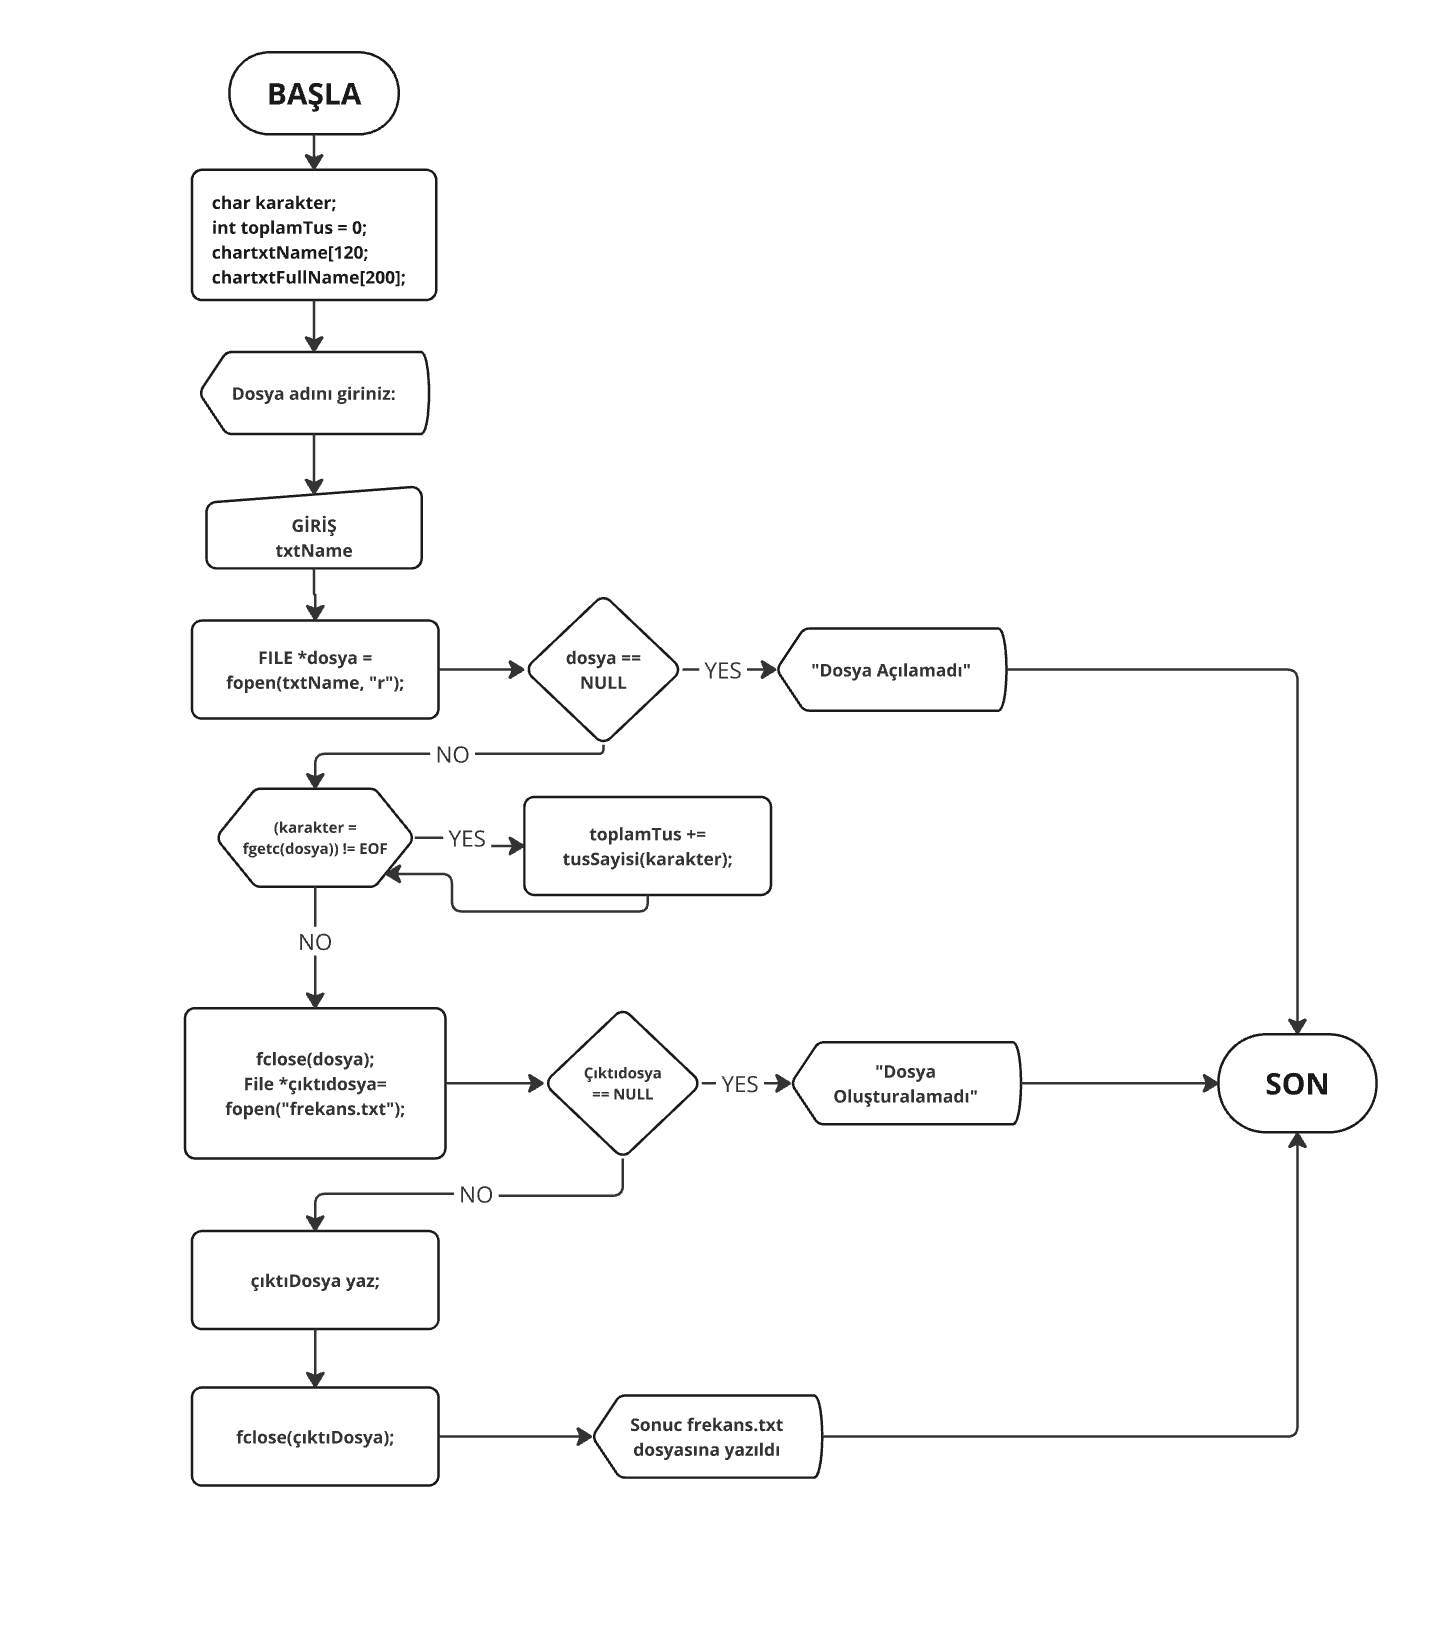 BAŞLA
char karakter;
int toplamTus = 0;
chartxtName[120;
chartxtFullName[200];
Dosya adını giriniz:
GİRİŞ
txtName
FILE *dosya =
fopen(txtName, "r");
dosya ==
NULL
YES
"Dosya Açılamadı"
NO
(karakter =
fgetc(dosya)) != EOF
YES
toplamTus +=
tusSayisi(karakter);
NO
fclose(dosya);
File *çıktıdosya=
fopen("frekans.txt");
Çıktıdosya
== NULL
YES
"Dosya
Oluşturalamadı"
SON
NO
çıktıDosya yaz;
fclose(çıktıDosya);
Sonuc frekans.txt
dosyasına yazıldı